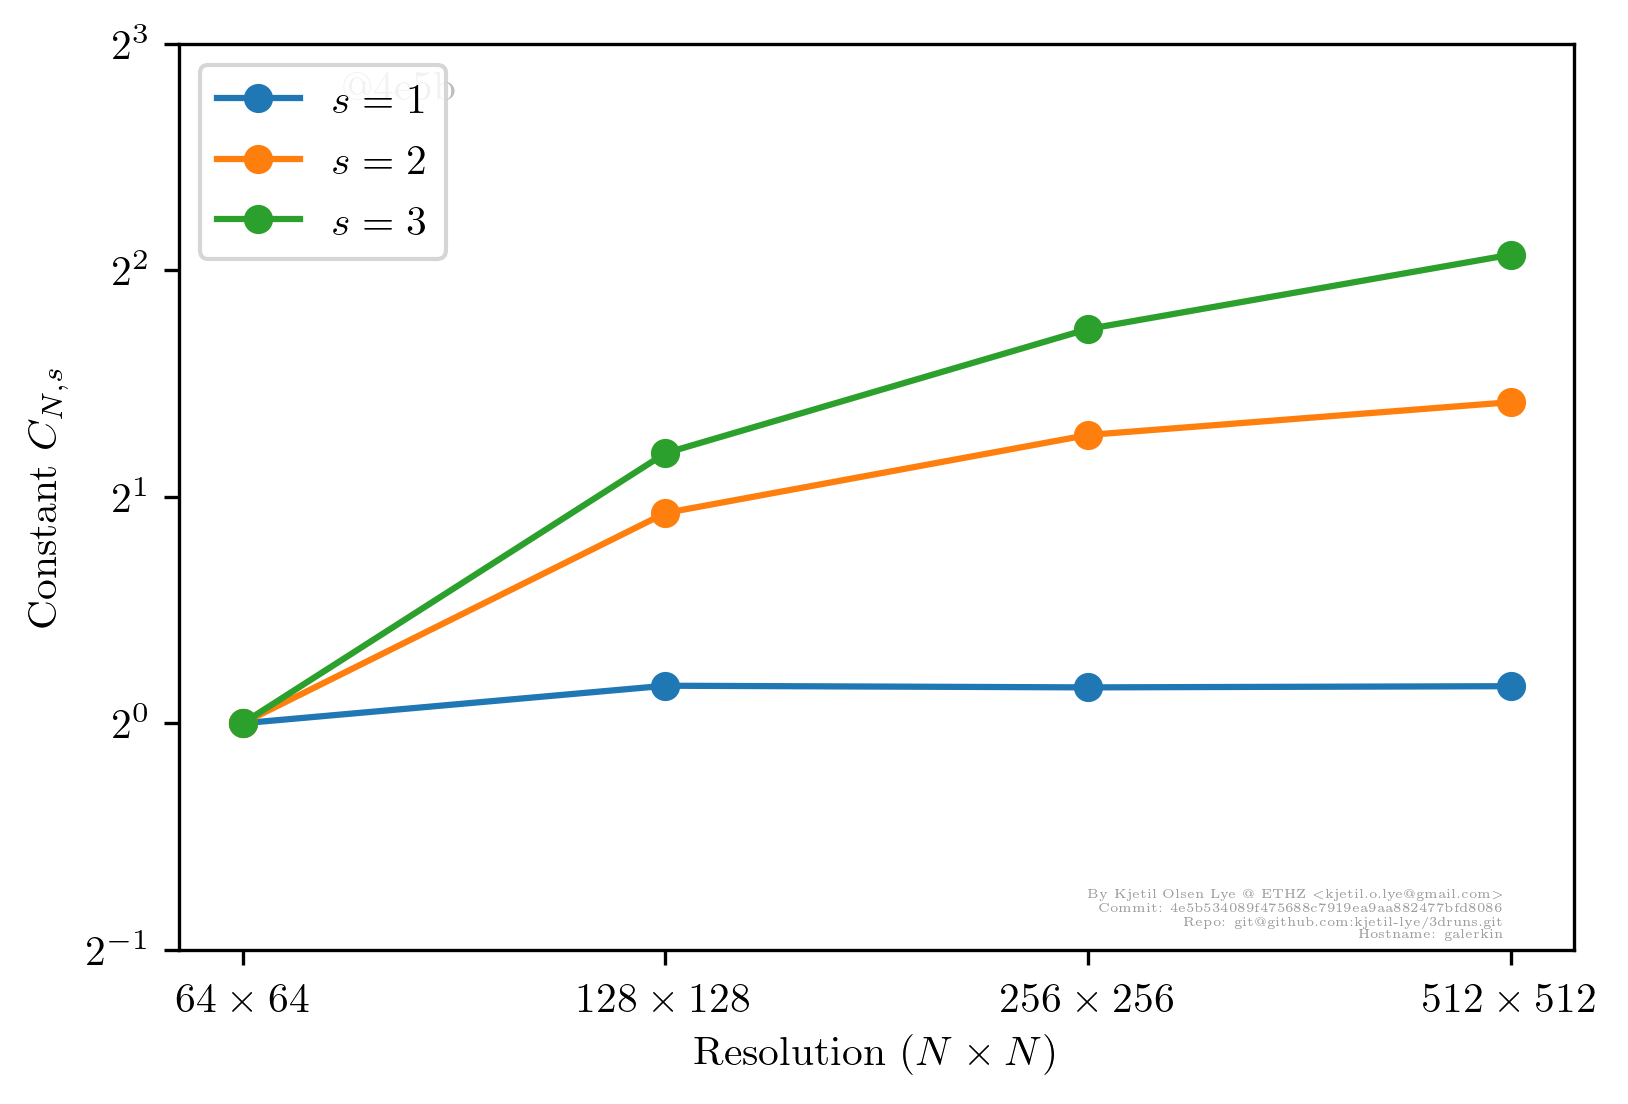 2^3
2^2
2^1
2^0
2^{-1}
Constant C_{N,s}
@4e5b
s = 1
s = 2
s = 3
By Kjetil Olsen Lye @ ETHZ <kjetil.o.lye@gmail.com>
Commit: 4e5b534089f475688c7919ea9aa882477bfd8086
Repo: git@github.com:kjetil-lye/3druns.git
Hostname: galerkin
64 × 64 128 × 128 256 × 256 512 × 512
Resolution (N × N)